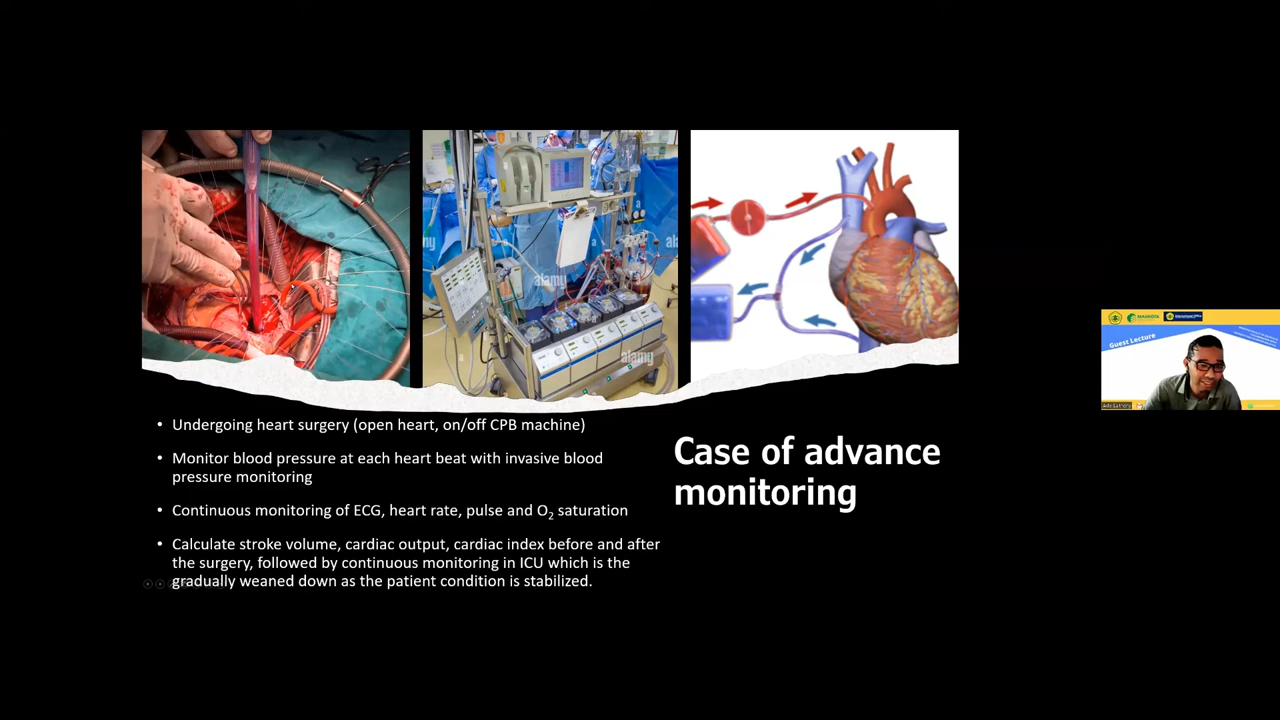 alamy
a
alamy
a
alamy
• Undergoing heart surgery (open heart, on/off CPB machine)
• Monitor blood pressure at each heart beat with invasive blood
pressure monitoring
• Continuous monitoring of ECG, heart rate, pulse and O₂ saturation
• Calculate stroke volume, cardiac output, cardiac index before and after
the surgery, followed by continuous monitoring in ICU which is the
gradually weaned down as the patient condition is stabilized.
Case of advance
monitoring
Guest Lecture